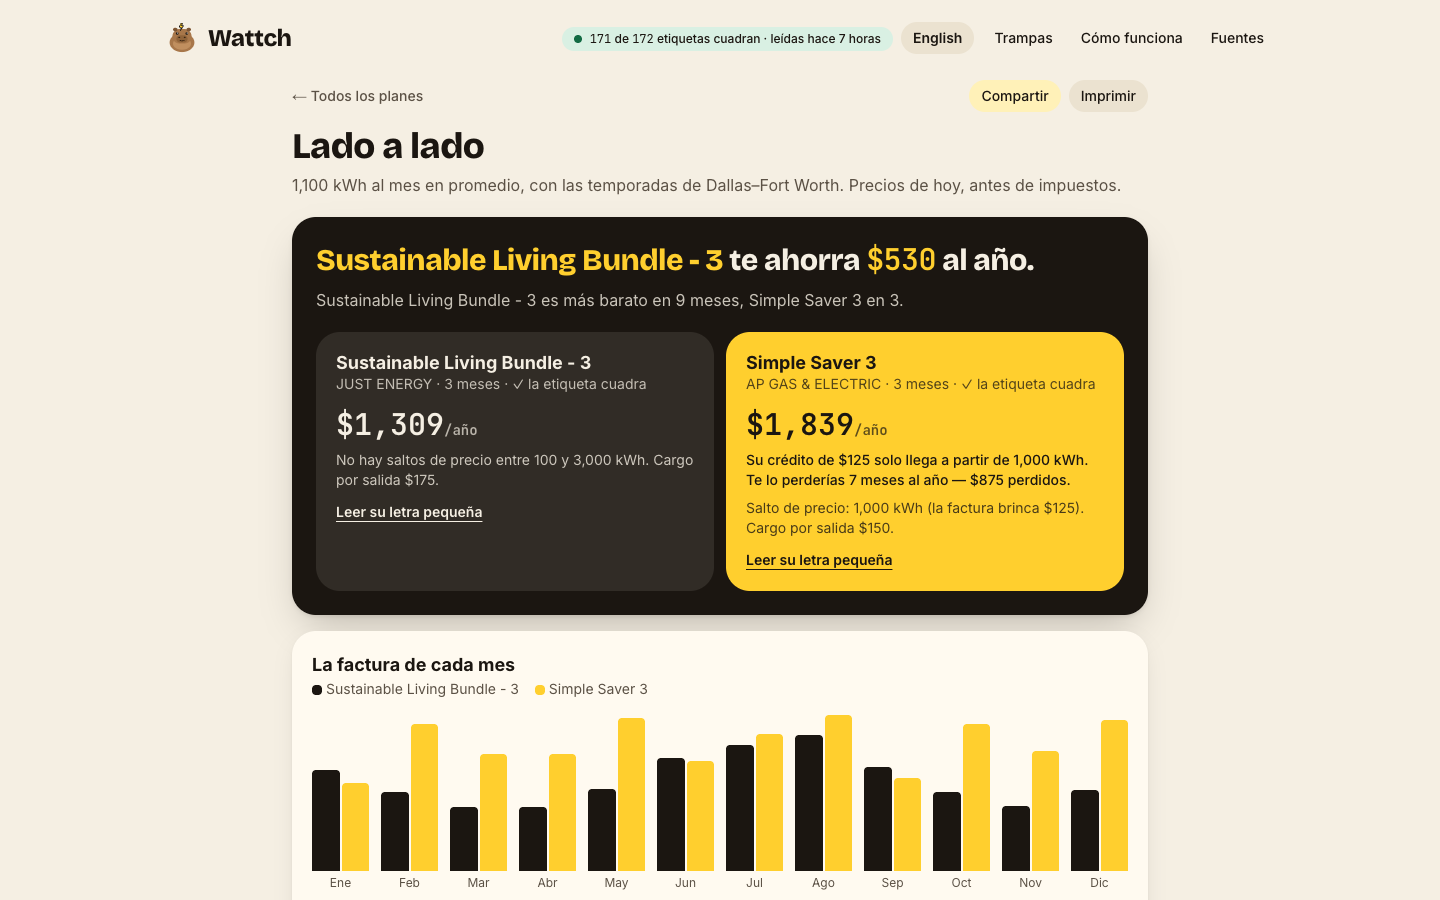 Wattch
171 de 172 etiquetas cuadran · leídas hace 7 horas
English
Trampas
Cómo funciona
Fuentes
← Todos los planes
Compartir
Imprimir
Lado a lado
1,100 kWh al mes en promedio, con las temporadas de Dallas–Fort Worth. Precios de hoy, antes de impuestos.
Sustainable Living Bundle - 3 te ahorra $530 al año.
Sustainable Living Bundle - 3 es más barato en 9 meses, Simple Saver 3 en 3.
Sustainable Living Bundle - 3
JUST ENERGY · 3 meses · ✓ la etiqueta cuadra
$1,309/año
No hay saltos de precio entre 100 y 3,000 kWh. Cargo
por salida $175.
Leer su letra pequeña
Simple Saver 3
AP GAS & ELECTRIC · 3 meses · ✓ la etiqueta cuadra
$1,839/año
Su crédito de $125 solo llega a partir de 1,000 kWh.
Te lo perderías 7 meses al año — $875 perdidos.
Salto de precio: 1,000 kWh (la factura brinca $125).
Cargo por salida $150.
Leer su letra pequeña
La factura de cada mes
Sustainable Living Bundle - 3
Simple Saver 3
Ene
Feb
Mar
Abr
May
Jun
Jul
Ago
Sep
Oct
Nov
Dic